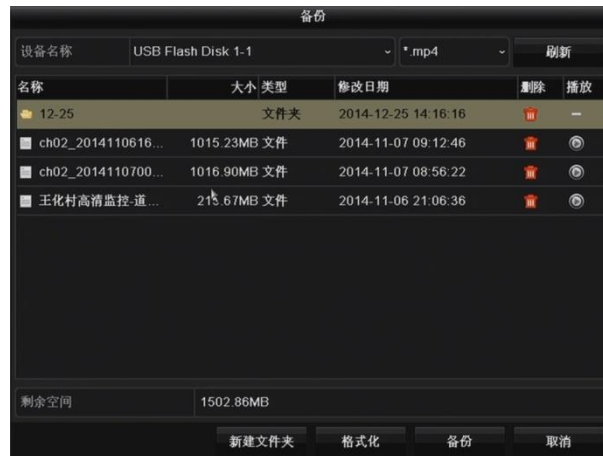 备份
设备名称 USB Flash Disk 1-1 *.mp4 刷新
名称 大小 类型 修改日期 删除 播放
12-25 文件夹 2014-12-25 14:16:16 —
ch02_2014110616... 1015.23MB 文件 2014-11-07 09:12:46
ch02_2014110700... 1016.90MB 文件 2014-11-07 08:56:22
王化村高清监控-道... 213.67MB 文件 2014-11-06 21:06:36
剩余空间 1502.86MB
新建文件夹 格式化 备份 取消